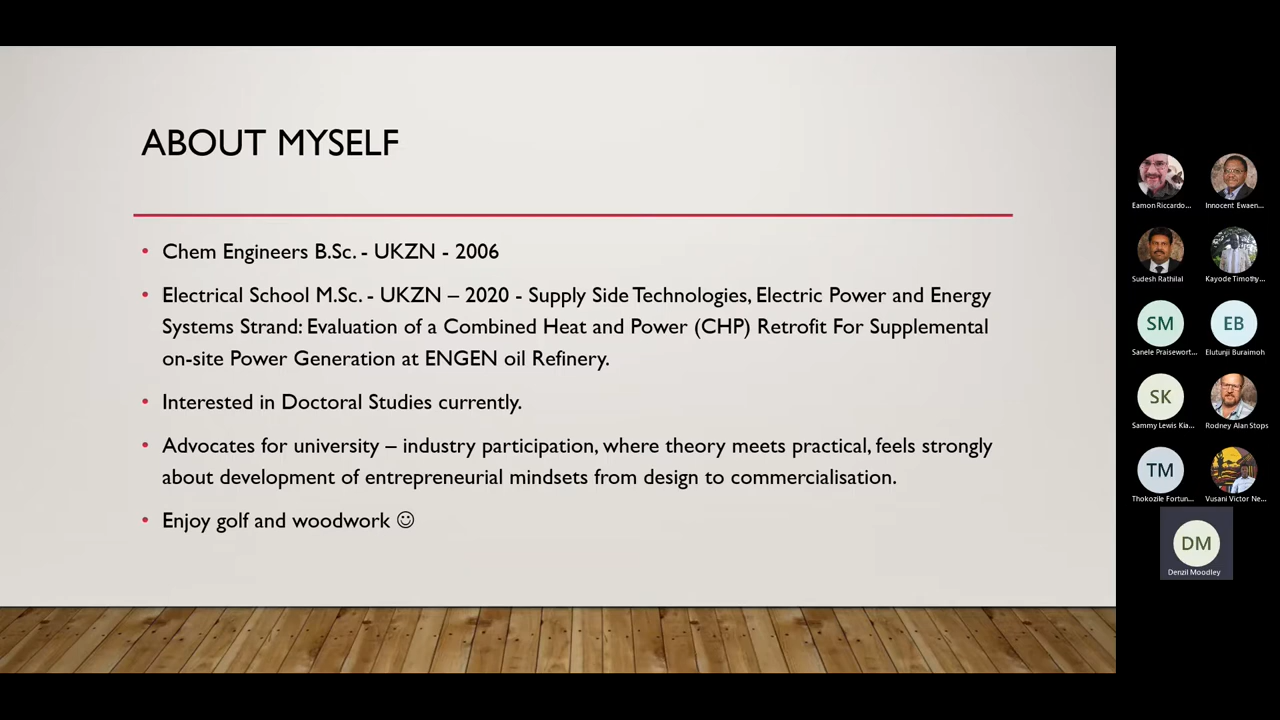 ABOUT MYSELF
• Chem Engineers B.Sc. - UKZN - 2006
• Electrical School M.Sc. - UKZN – 2020 - Supply Side Technologies, Electric Power and Energy
Systems Strand: Evaluation of a Combined Heat and Power (CHP) Retrofit For Supplemental
on-site Power Generation at ENGEN oil Refinery.
• Interested in Doctoral Studies currently.
• Advocates for university – industry participation, where theory meets practical, feels strongly
about development of entrepreneurial mindsets from design to commercialisation.
• Enjoy golf and woodwork ☺
Eamon Riccardo...
Innocent Ewaen...
Sudesh Rathilal
Kayode Timothy...
SM
EB
Sanele Praisewort...
Elutunji Buraimoh
SK
Sammy Lewis Kia...
Rodney Alan Stops
TM
Thokozile Fortun...
Vusani Victor Ne...
DM
Denzil Moodley